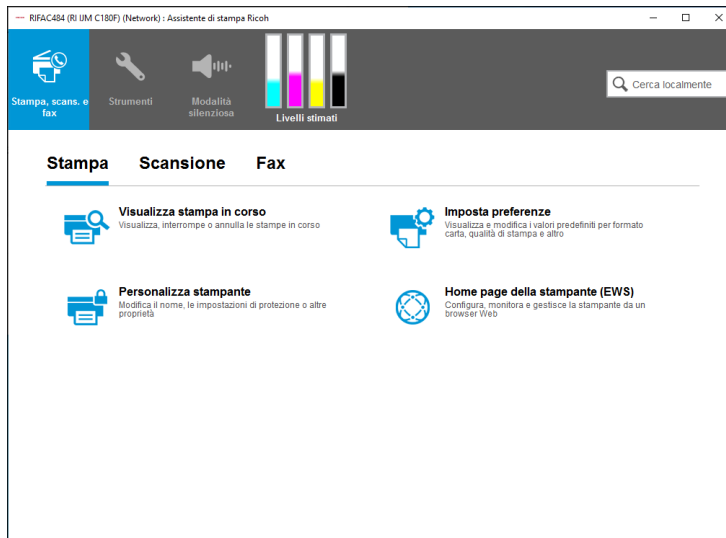 RIFAC484 (RI IJM C180F) (Network) : Assistente di stampa Ricoh
Stampa, scans. e
fax
Strumenti
Modalità
silenziosa
Livelli stimati
Cerca localmente
Stampa Scansione Fax
Visualizza stampa in corso
Visualizza, interrompe o annulla le stampe in corso
Imposta preferenze
Visualizza e modifica i valori predefiniti per formato
carta, qualità di stampa e altro
Personalizza stampante
Modifica il nome, le impostazioni di protezione o altre
proprietà
Home page della stampante (EWS)
Configura, monitora e gestisce la stampante da un
browser Web